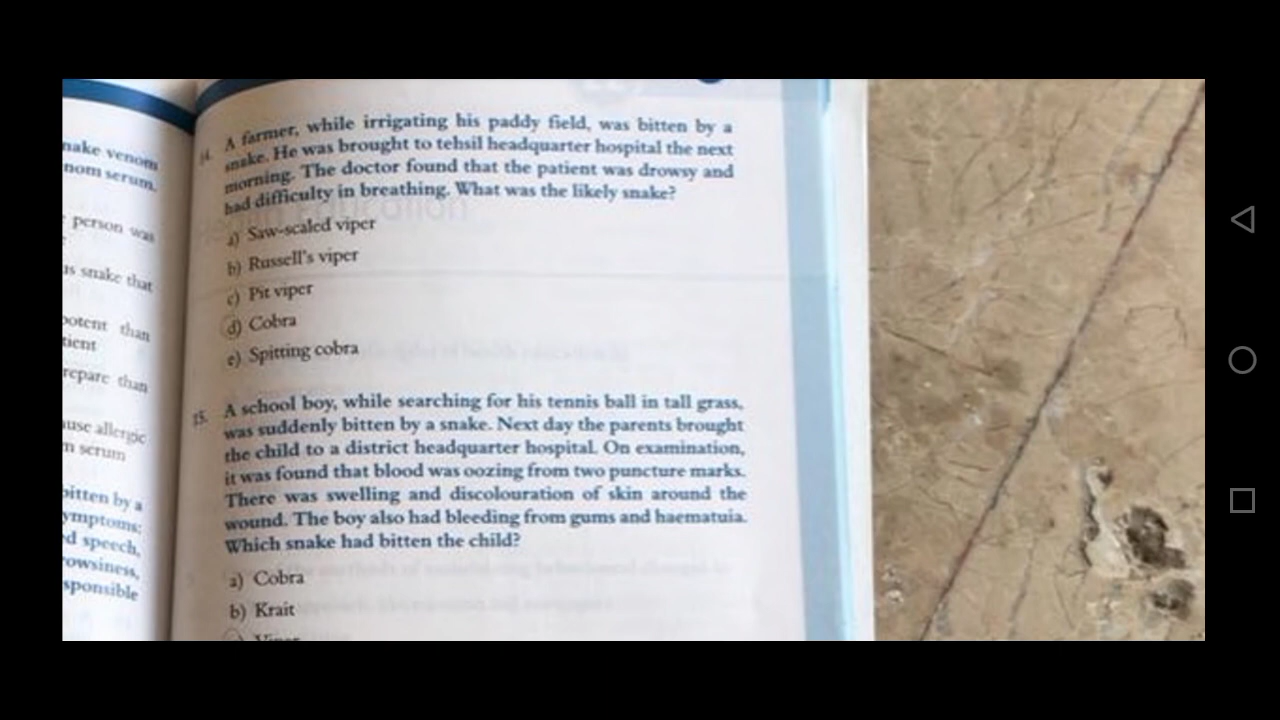 nake venom
nom serum.
person was
is snake that
potent than
tient
repare than
ause allergic
m serum
bitten by a
ymptoms:
d speech,
rowsiness,
sponsible
14. A farmer, while irrigating his paddy field, was bitten by a
snake. He was brought to tehsil headquarter hospital the next
morning. The doctor found that the patient was drowsy and
had difficulty in breathing. What was the likely snake?
a) Saw-scaled viper
b) Russell's viper
c) Pit viper
d) Cobra
e) Spitting cobra
15. A school boy, while searching for his tennis ball in tall grass,
was suddenly bitten by a snake. Next day the parents brought
the child to a district headquarter hospital. On examination,
it was found that blood was oozing from two puncture marks.
There was swelling and discolouration of skin around the
wound. The boy also had bleeding from gums and haematuia.
Which snake had bitten the child?
a) Cobra
b) Krait
Viper